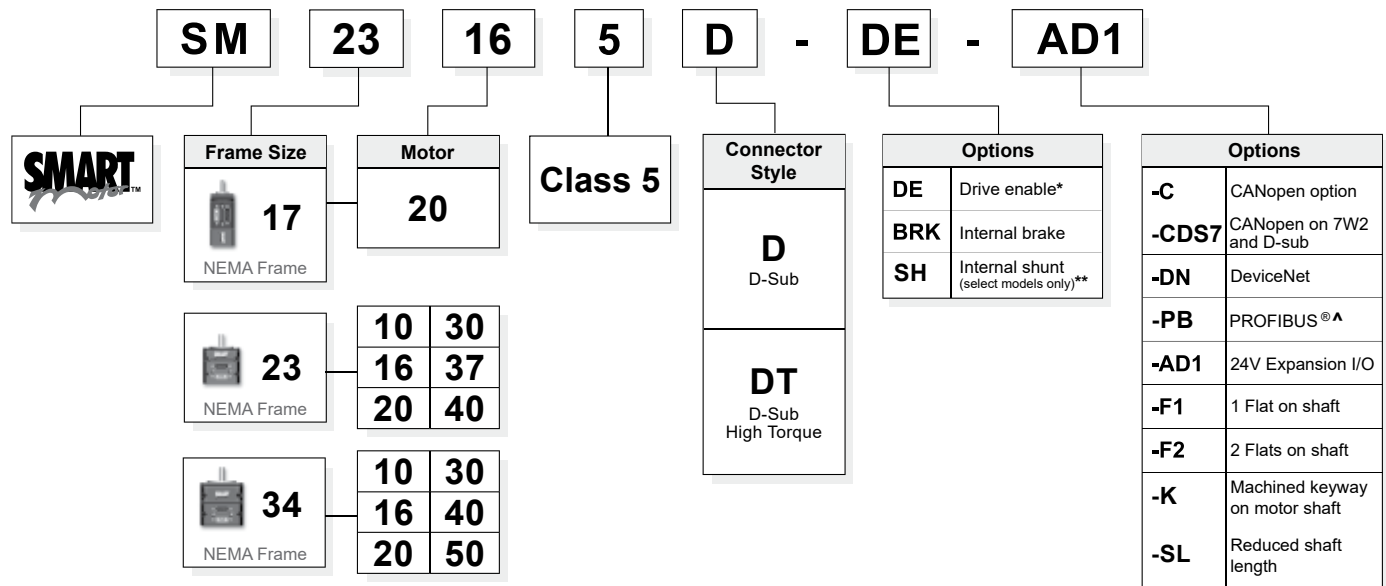 SM 23 16 5 D - DE - AD1
SMART
Motor™
Frame Size
17
NEMA Frame
23
NEMA Frame
34
NEMA Frame
Motor
20
10 30
16 37
20 40
10 30
16 40
20 50
Class 5
Connector
Style
D
D-Sub
DT
D-Sub
High Torque
Options
DE Drive enable*
BRK Internal brake
SH Internal shunt
(select models only)**
Options
-C CANopen option
-CDS7 CANopen on 7W2
and D-sub
-DN DeviceNet
-PB PROFIBUS®^
-AD1 24V Expansion I/O
-F1 1 Flat on shaft
-F2 2 Flats on shaft
-K Machined keyway
on motor shaft
-SL Reduced shaft
length